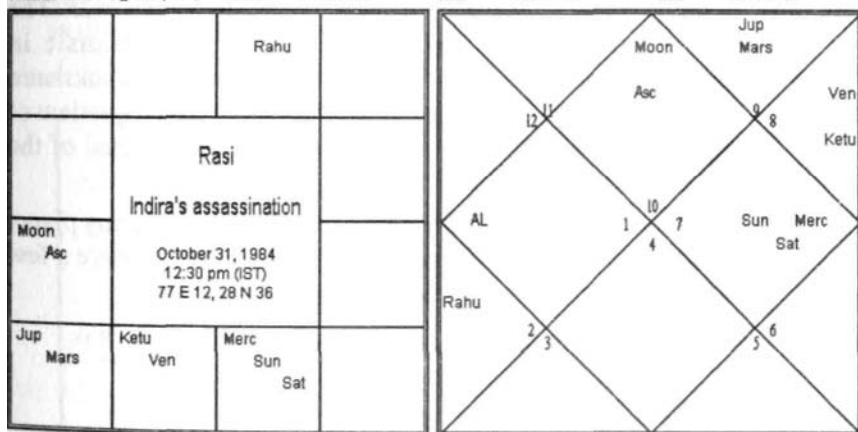 Rahu
Rasi
Indira's assassination
October 31, 1984
12:30 pm (IST)
77 E 12, 28 N 36
Moon
Asc
Jup
Mars
Ketu
Ven
Merc
Sun
Sat
Jup
Moon Mars
Asc Ven
11 9
12 8
Ketu
10
AL 1 7 Sun Merc
4 Sat
Rahu
2 6
3 5